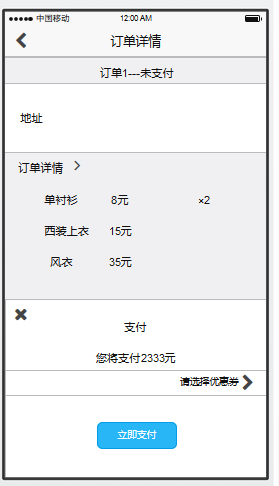 中国移动 12:00 AM
订单详情
订单1---未支付
地址
订单详情
单衬衫 8元 ×2
西装上衣 15元
风衣 35元
支付
您将支付2333元
请选择优惠券
立即支付